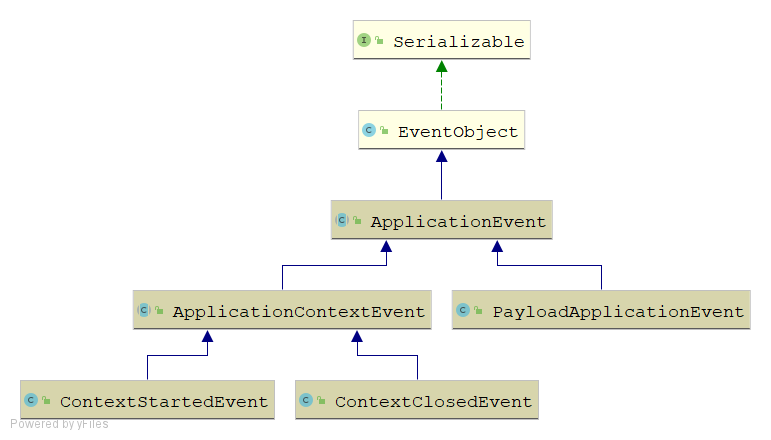 Serializable
EventObject
ApplicationEvent
ApplicationContextEvent
PayloadApplicationEvent
ContextStartedEvent
ContextClosedEvent
Powered by yFiles